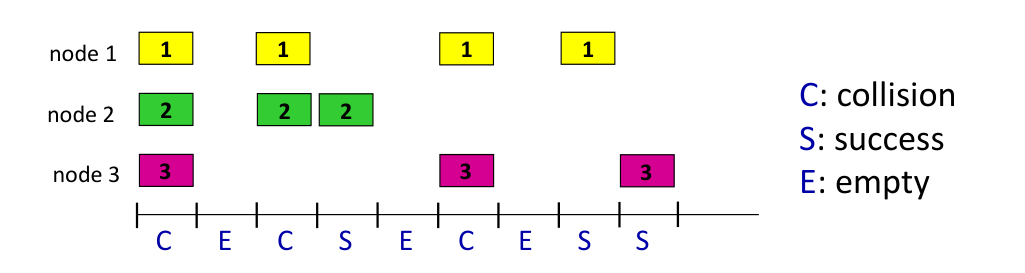 node 1 1 1 1 1
node 2 2 2 2
node 3 3 3 3
C E C S E C E S S
C: collision
S: success
E: empty